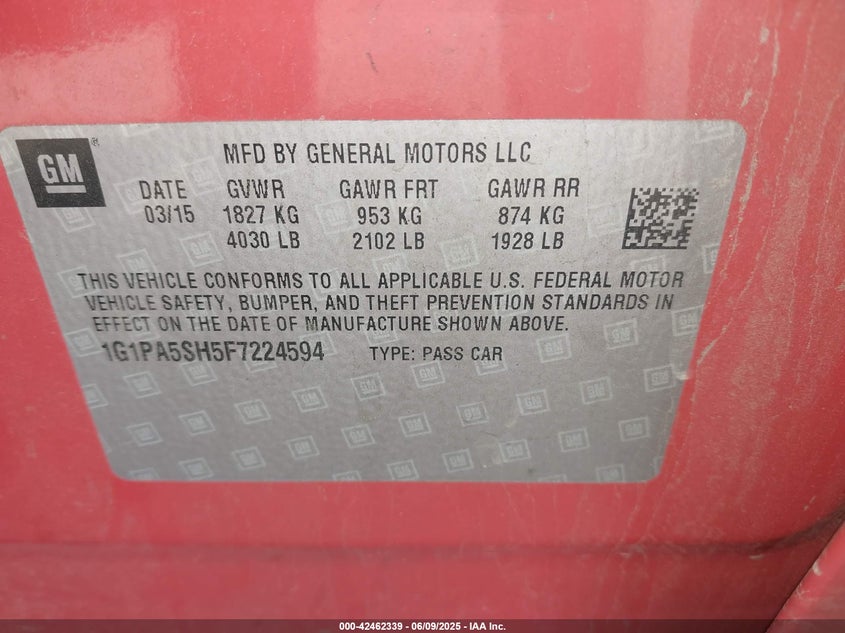 GM
MFD BY GENERAL MOTORS LLC
DATE GVWR GAWR FRT GAWR RR
03/15 1827 KG 953 KG 874 KG
4030 LB 2102 LB 1928 LB
THIS VEHICLE CONFORMS TO ALL APPLICABLE U.S. FEDERAL MOTOR
VEHICLE SAFETY, BUMPER, AND THEFT PREVENTION STANDARDS IN
EFFECT ON THE DATE OF MANUFACTURE SHOWN ABOVE.
1G1PA5SH5F7224594 TYPE: PASS CAR
000-42462339 - 06/09/2025 - IAA Inc.